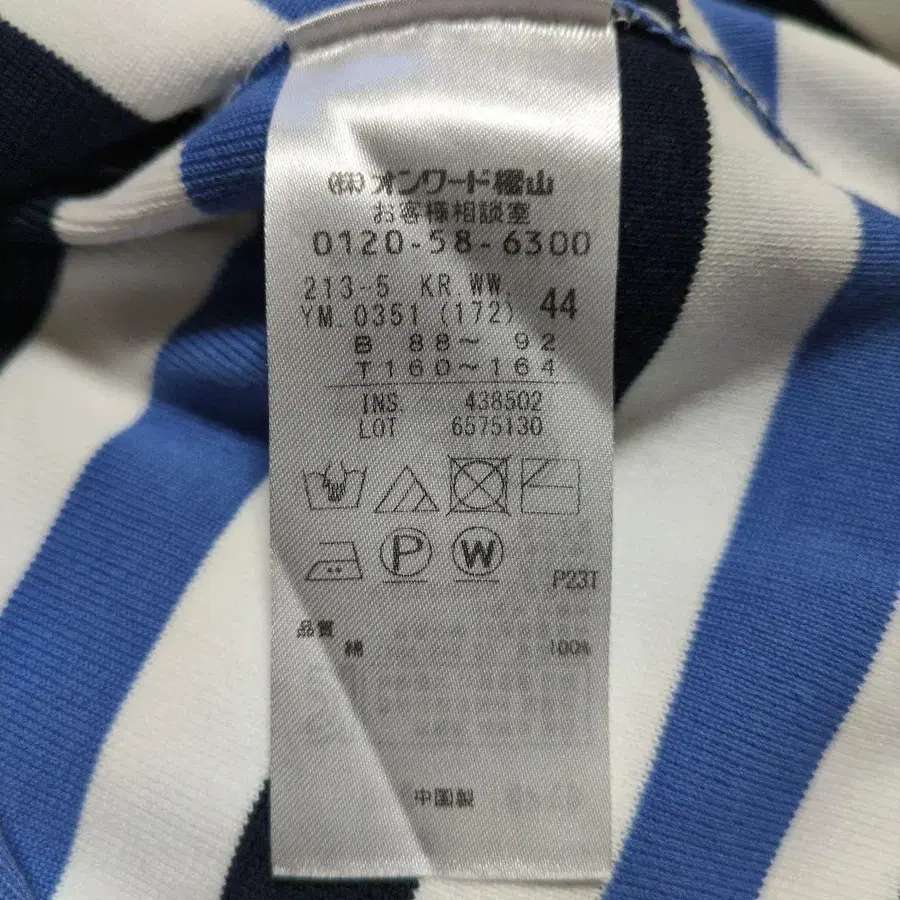 (株)オンワード樫山
お客様相談室
0120-58-6300
213-5 KR.WW. 44
YM.0351 (172)
B 88~ 92
T160~164
INS. 438502
LOT 6575130
P W
P23T
品質
綿 100%
中国製